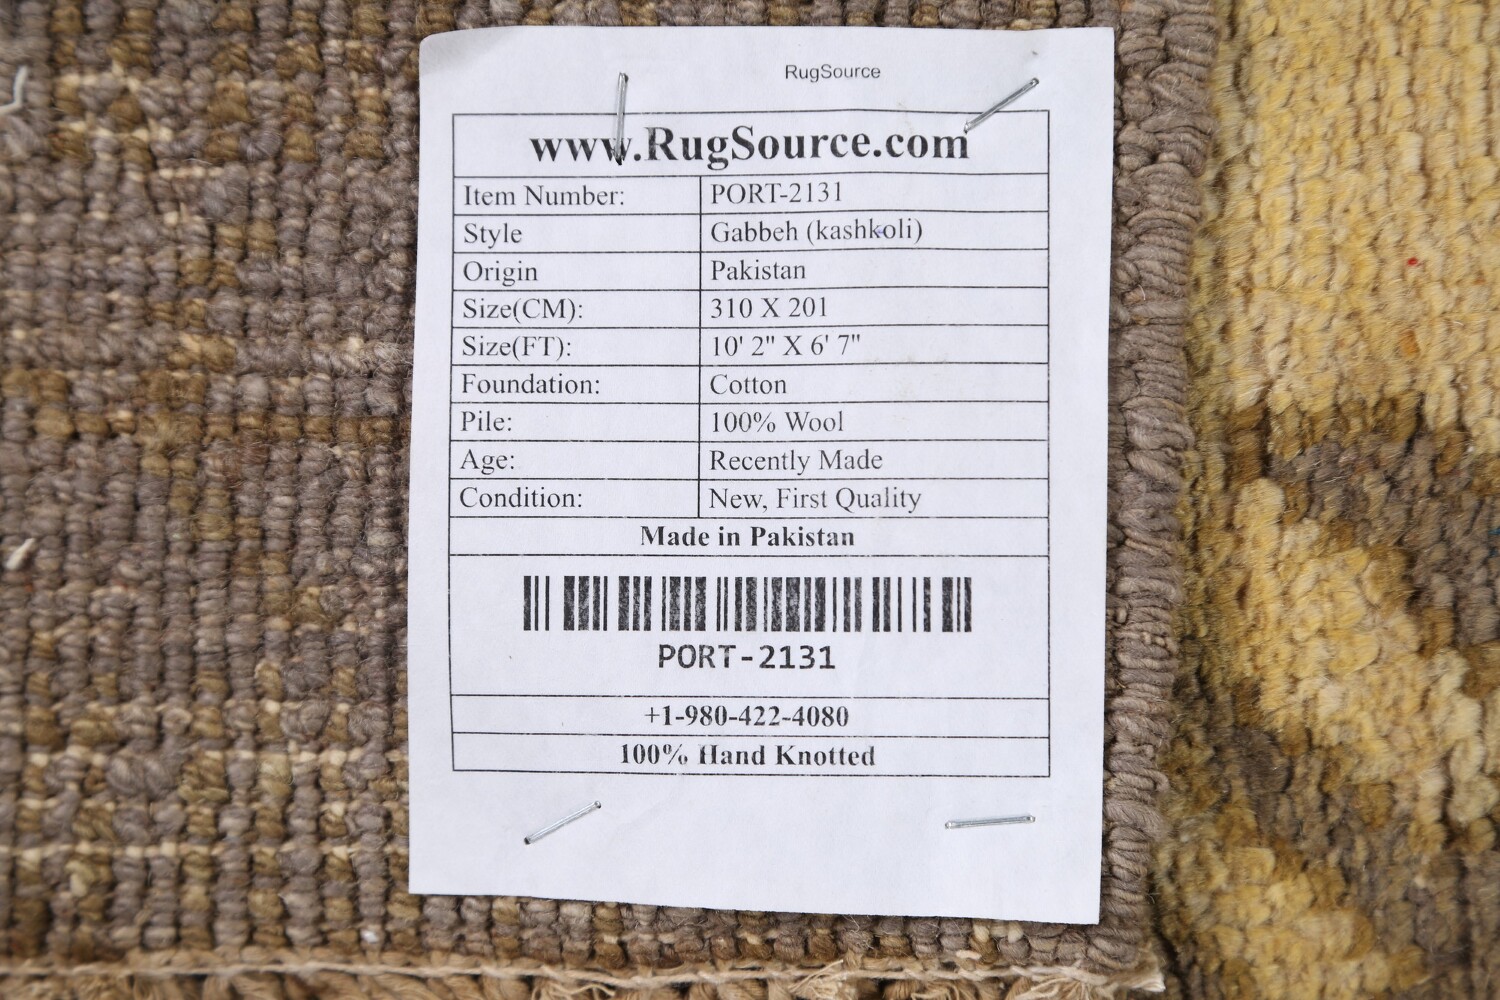 RugSource
www.RugSource.com
Item Number: PORT-2131
Style Gabbeh (kashkoli)
Origin Pakistan
Size(CM): 310 X 201
Size(FT): 10' 2" X 6' 7"
Foundation: Cotton
Pile: 100% Wool
Age: Recently Made
Condition: New, First Quality
Made in Pakistan
PORT-2131
+1-980-422-4080
100% Hand Knotted